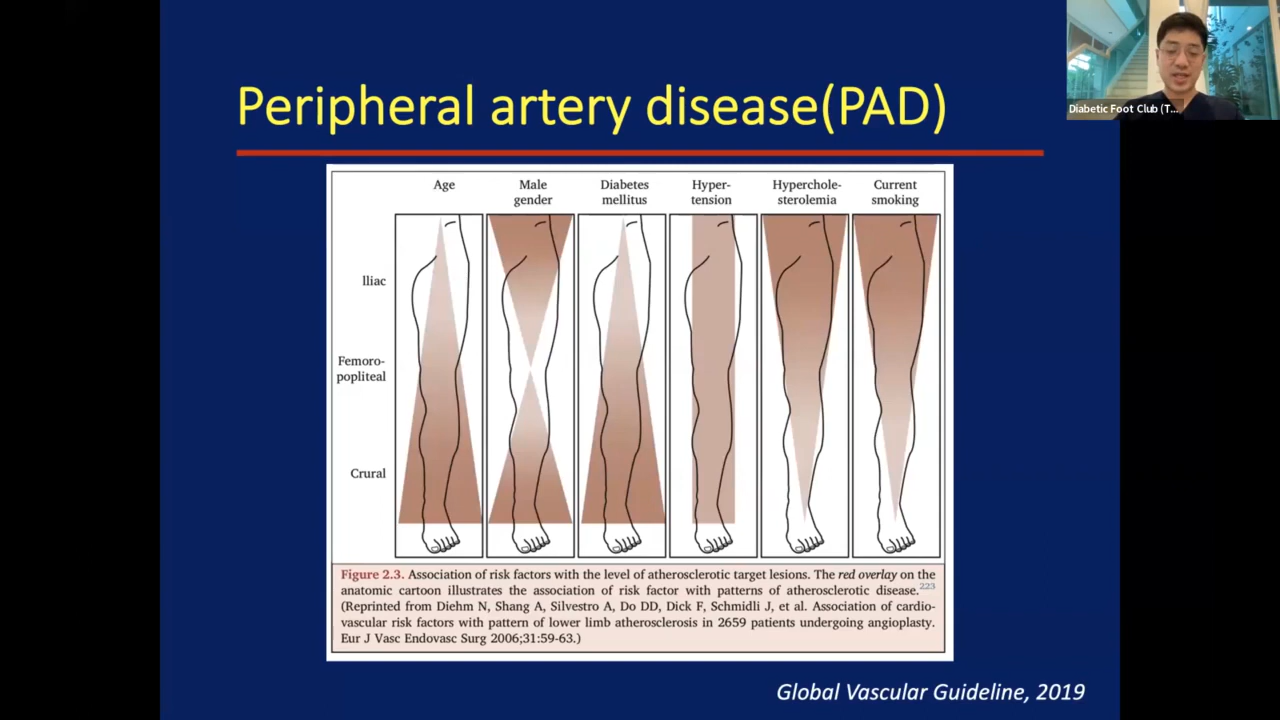 Peripheral artery disease(PAD)
Diabetic Foot Club (T...
Age
Male
gender
Diabetes
mellitus
Hyper-
tension
Hyperchole-
sterolemia
Current
smoking
Iliac
Femoro-
popliteal
Crural
Figure 2.3. Association of risk factors with the level of atherosclerotic target lesions. The red overlay on the
anatomic cartoon illustrates the association of risk factor with patterns of atherosclerotic disease.223
(Reprinted from Diehm N, Shang A, Silvestro A, Do DD, Dick F, Schmidli J, et al. Association of cardio-
vascular risk factors with pattern of lower limb atherosclerosis in 2659 patients undergoing angioplasty.
Eur J Vasc Endovasc Surg 2006;31:59-63.)
Global Vascular Guideline, 2019